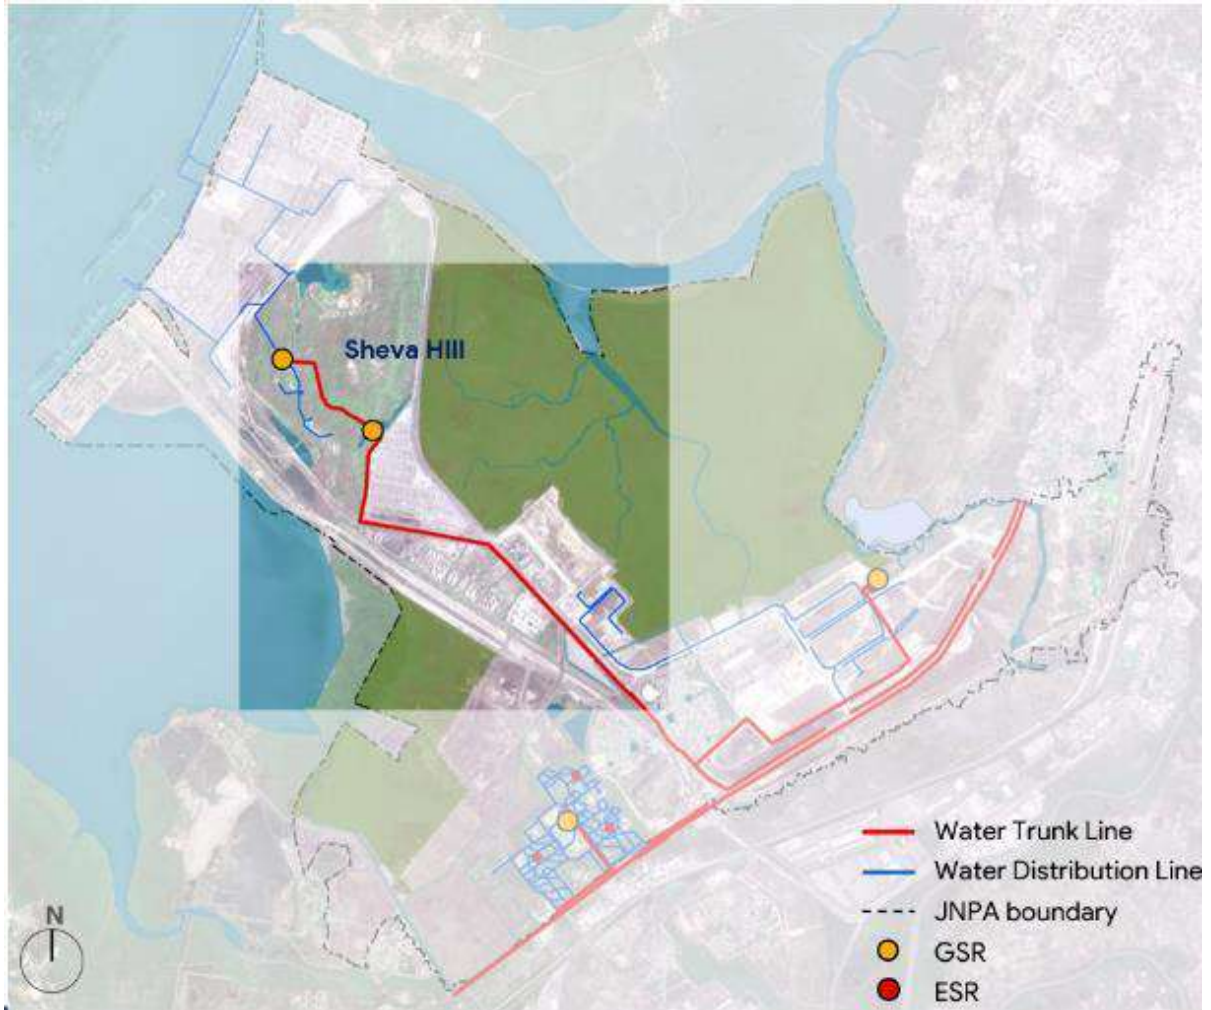 Sheva HIll
Water Trunk Line
Water Distribution Line
JNPA boundary
GSR
ESR
N